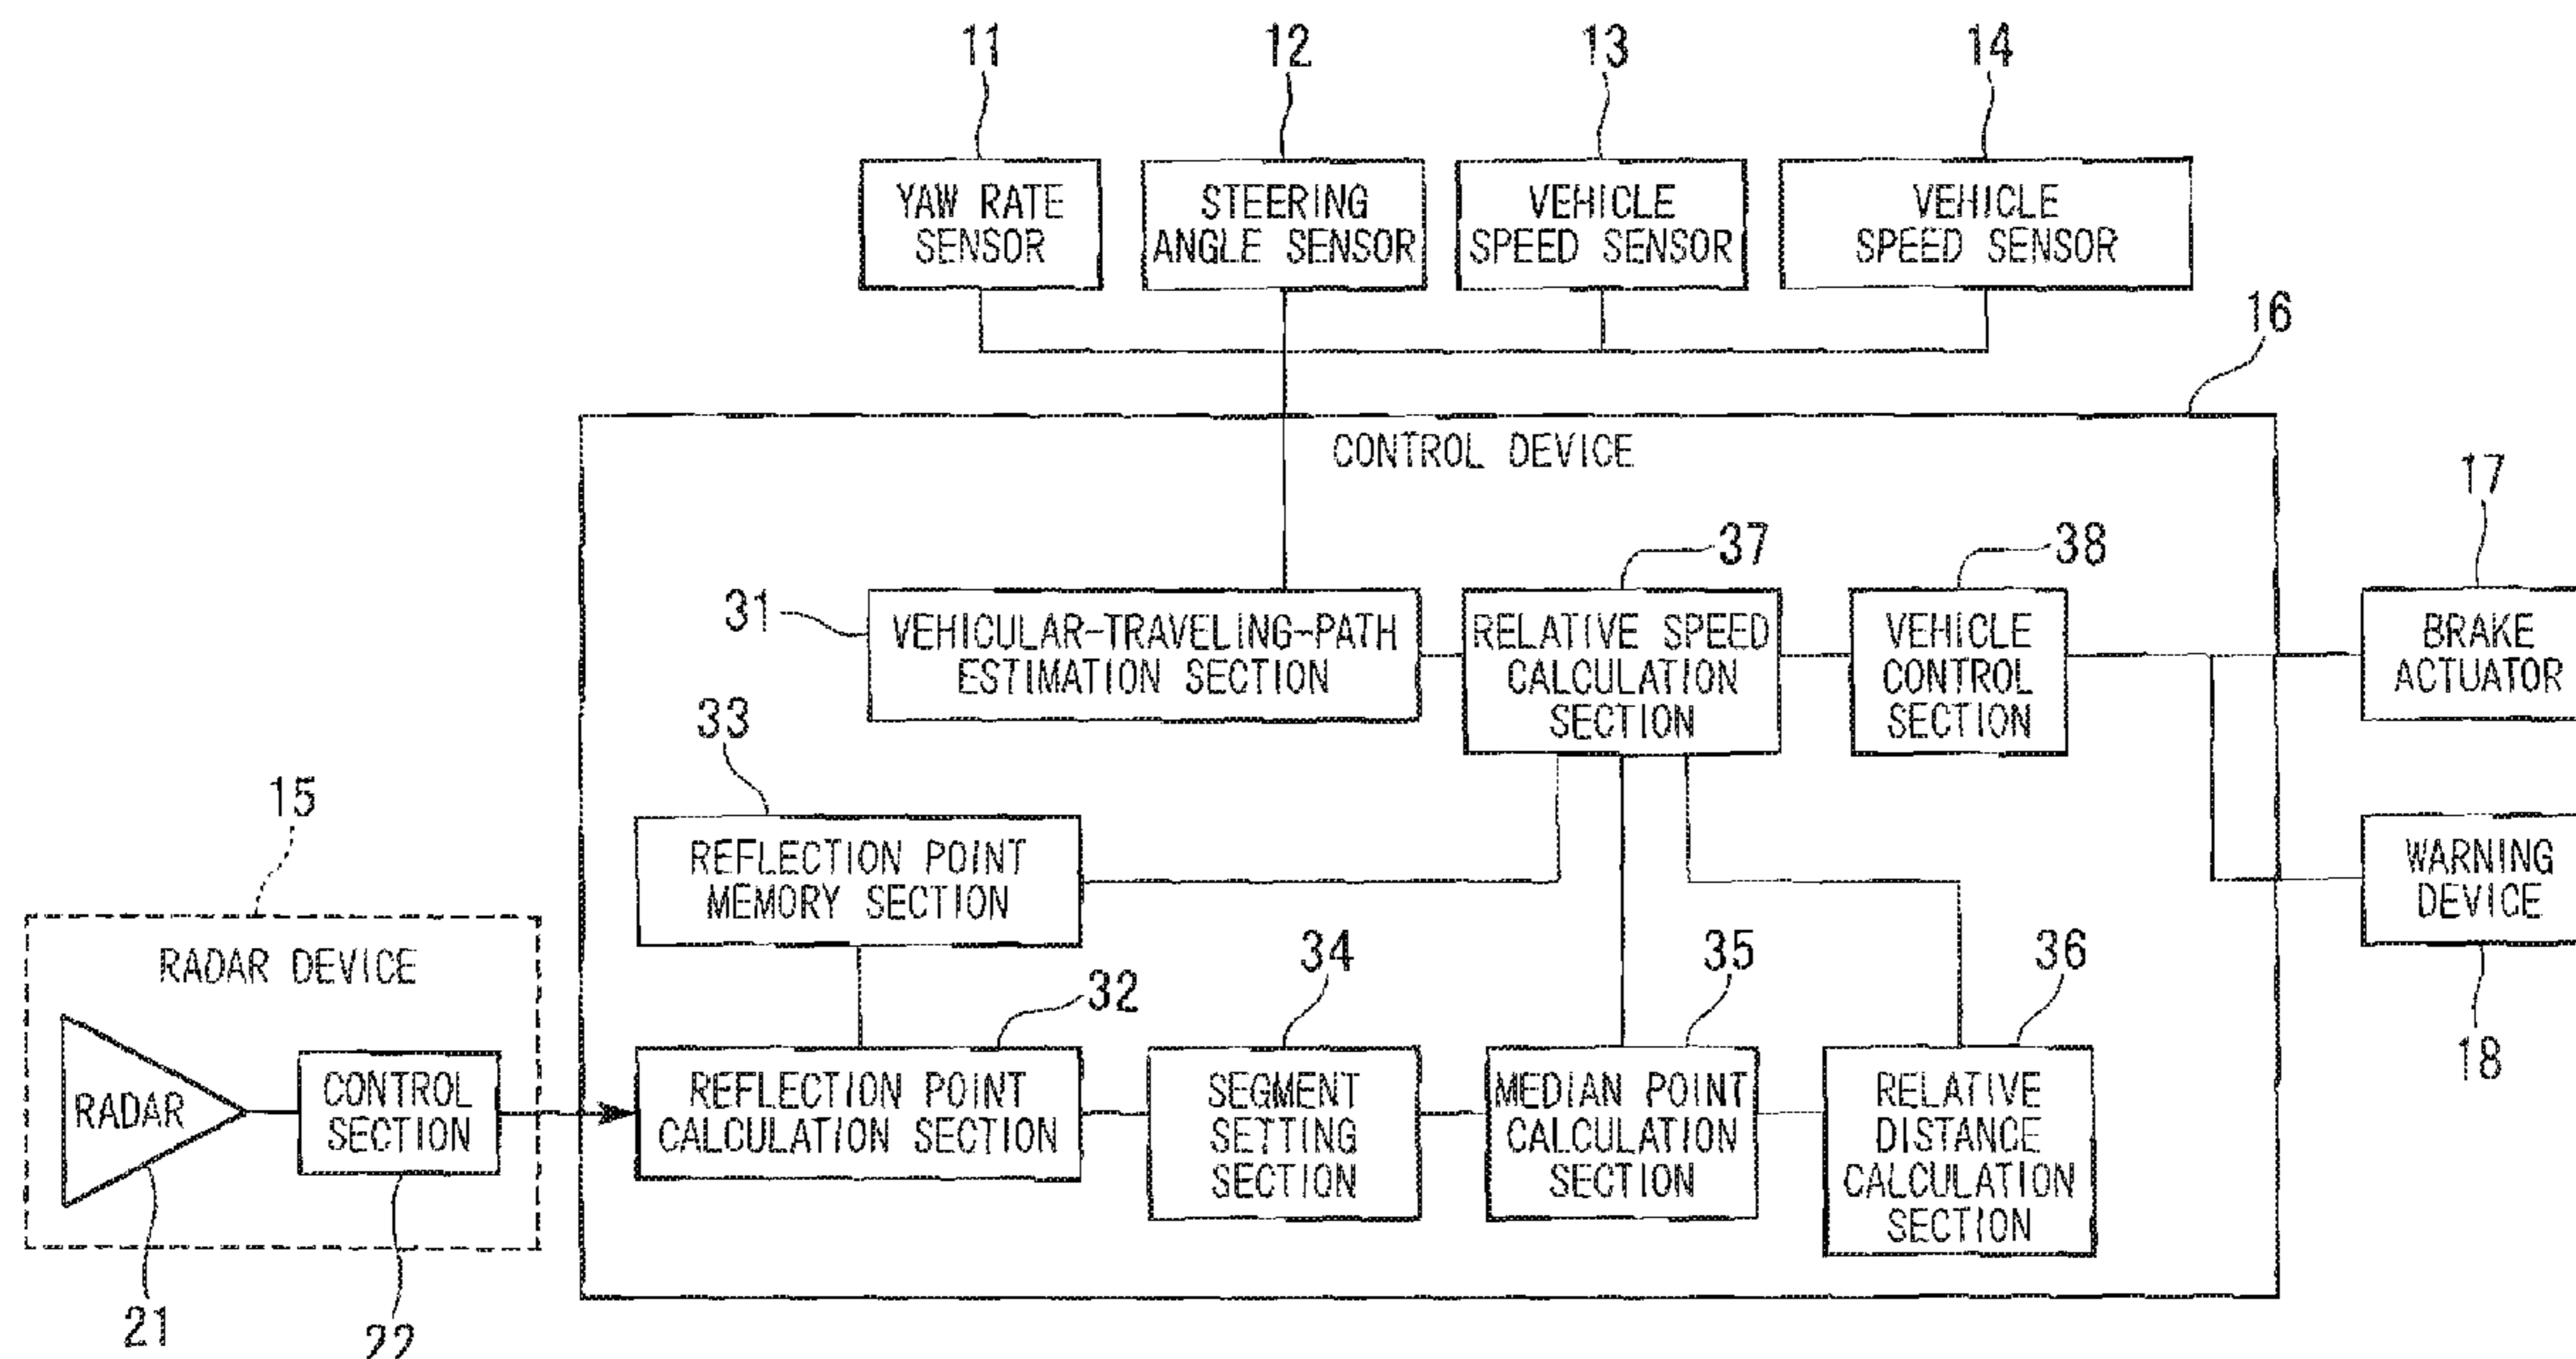 11
12
13
14
YAW RATE
SENSOR
STEERING
ANGLE SENSOR
VEHICLE
SPEED SENSOR
VEHICLE
SPEED SENSOR
16
CONTROL DEVICE
17
37
38
31
VEHICULAR-TRAVELING-PATH
ESTIMATION SECTION
RELATIVE SPEED
CALCULATION
SECTION
VEHICLE
CONTROL
SECTION
BRAKE
ACTUATOR
33
15
REFLECTION POINT
MEMORY SECTION
WARNING
DEVICE
18
RADAR DEVICE
32
34
35
36
RADAR
CONTROL
SECTION
REFLECTION POINT
CALCULATION SECTION
SEGMENT
SETTING
SECTION
MEDIAN POINT
CALCULATION
SECTION
RELATIVE
DISTANCE
CALCULATION
SECTION
21
22